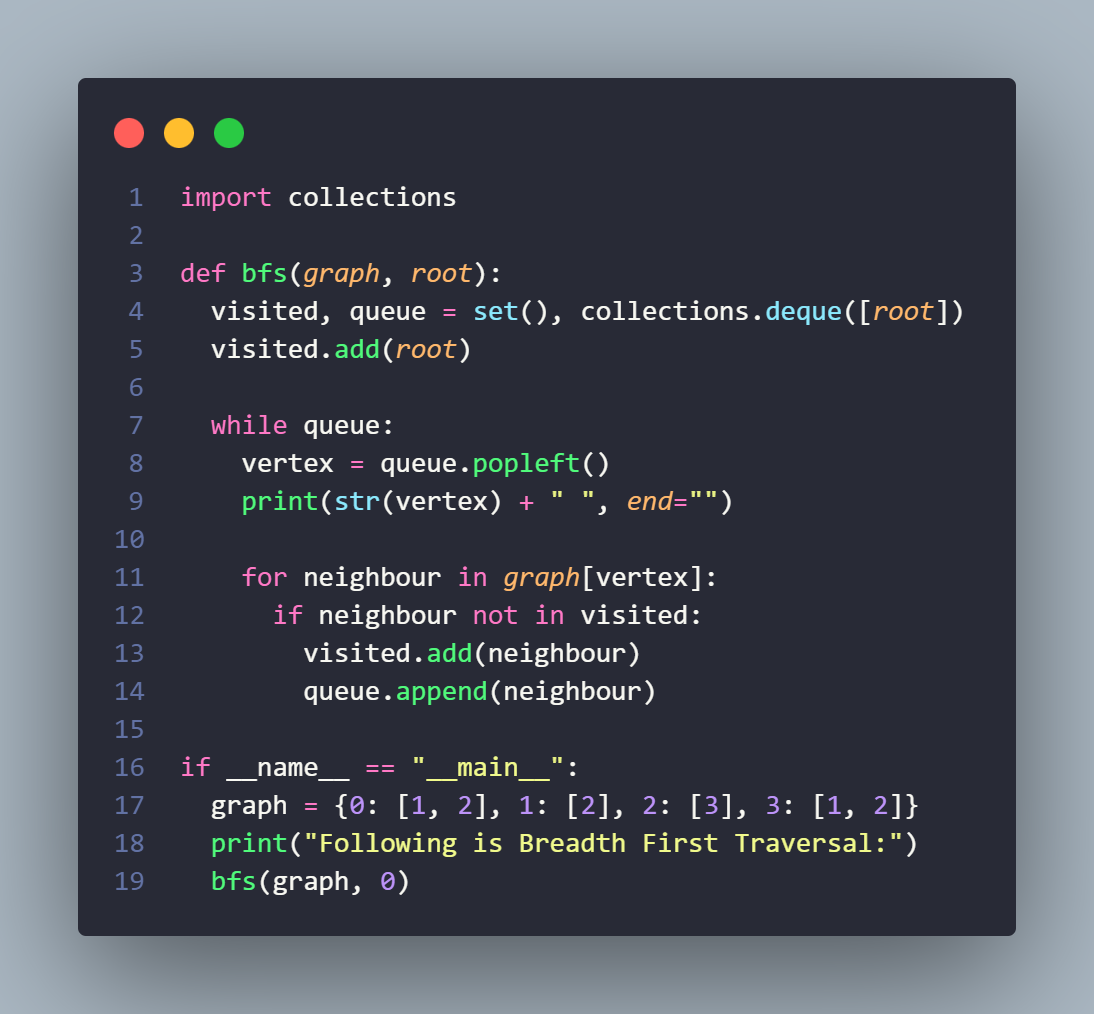 1 import collections
2
3 def bfs(graph, root):
4   visited, queue = set(), collections.deque([root])
5   visited.add(root)
6
7   while queue:
8     vertex = queue.popleft()
9     print(str(vertex) + " ", end="")
10
11     for neighbour in graph[vertex]:
12       if neighbour not in visited:
13         visited.add(neighbour)
14         queue.append(neighbour)
15
16 if __name__ == "__main__":
17   graph = {0: [1, 2], 1: [2], 2: [3], 3: [1, 2]}
18   print("Following is Breadth First Traversal:")
19   bfs(graph, 0)